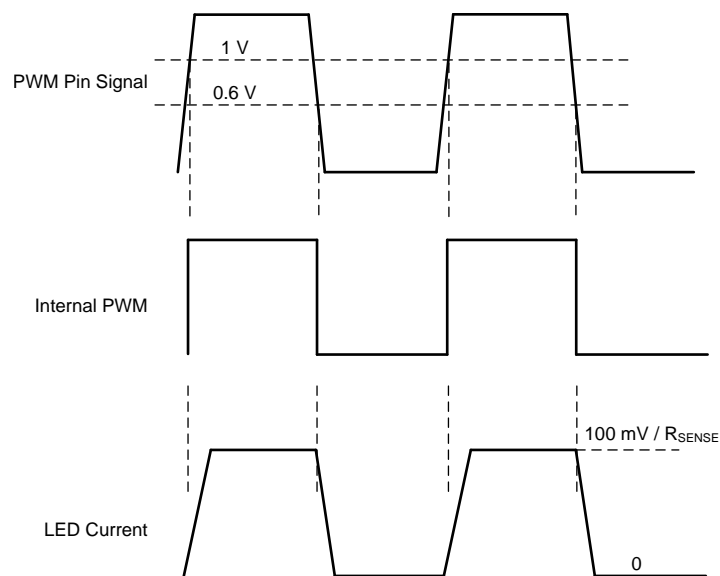 1 V
PWM Pin Signal
0.6 V
Internal PWM
100 mV / RSENSE
LED Current
0